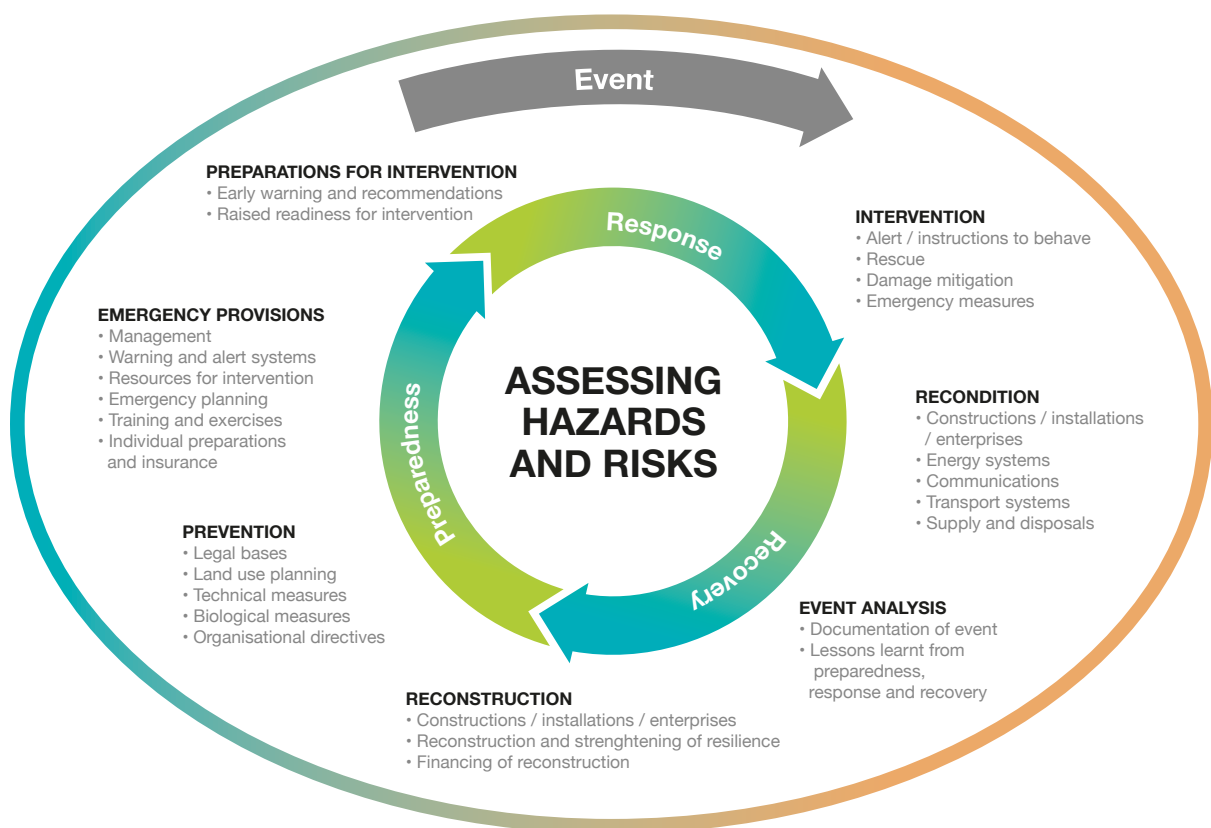 Event
PREPARATIONS FOR INTERVENTION
• Early warning and recommendations
• Raised readiness for intervention
Response
INTERVENTION
• Alert / instructions to behave
• Rescue
• Damage mitigation
• Emergency measures
EMERGENCY PROVISIONS
• Management
• Warning and alert systems
• Resources for intervention
• Emergency planning
• Training and exercises
• Individual preparations
and insurance
Preparedness
ASSESSING
HAZARDS
AND RISKS
RECONDITION
• Constructions / installations
/ enterprises
• Energy systems
• Communications
• Transport systems
• Supply and disposals
PREVENTION
• Legal bases
• Land use planning
• Technical measures
• Biological measures
• Organisational directives
Recovery
EVENT ANALYSIS
• Documentation of event
• Lessons learnt from
preparedness,
response and recovery
RECONSTRUCTION
• Constructions / installations / enterprises
• Reconstruction and strenghtening of resilience
• Financing of reconstruction